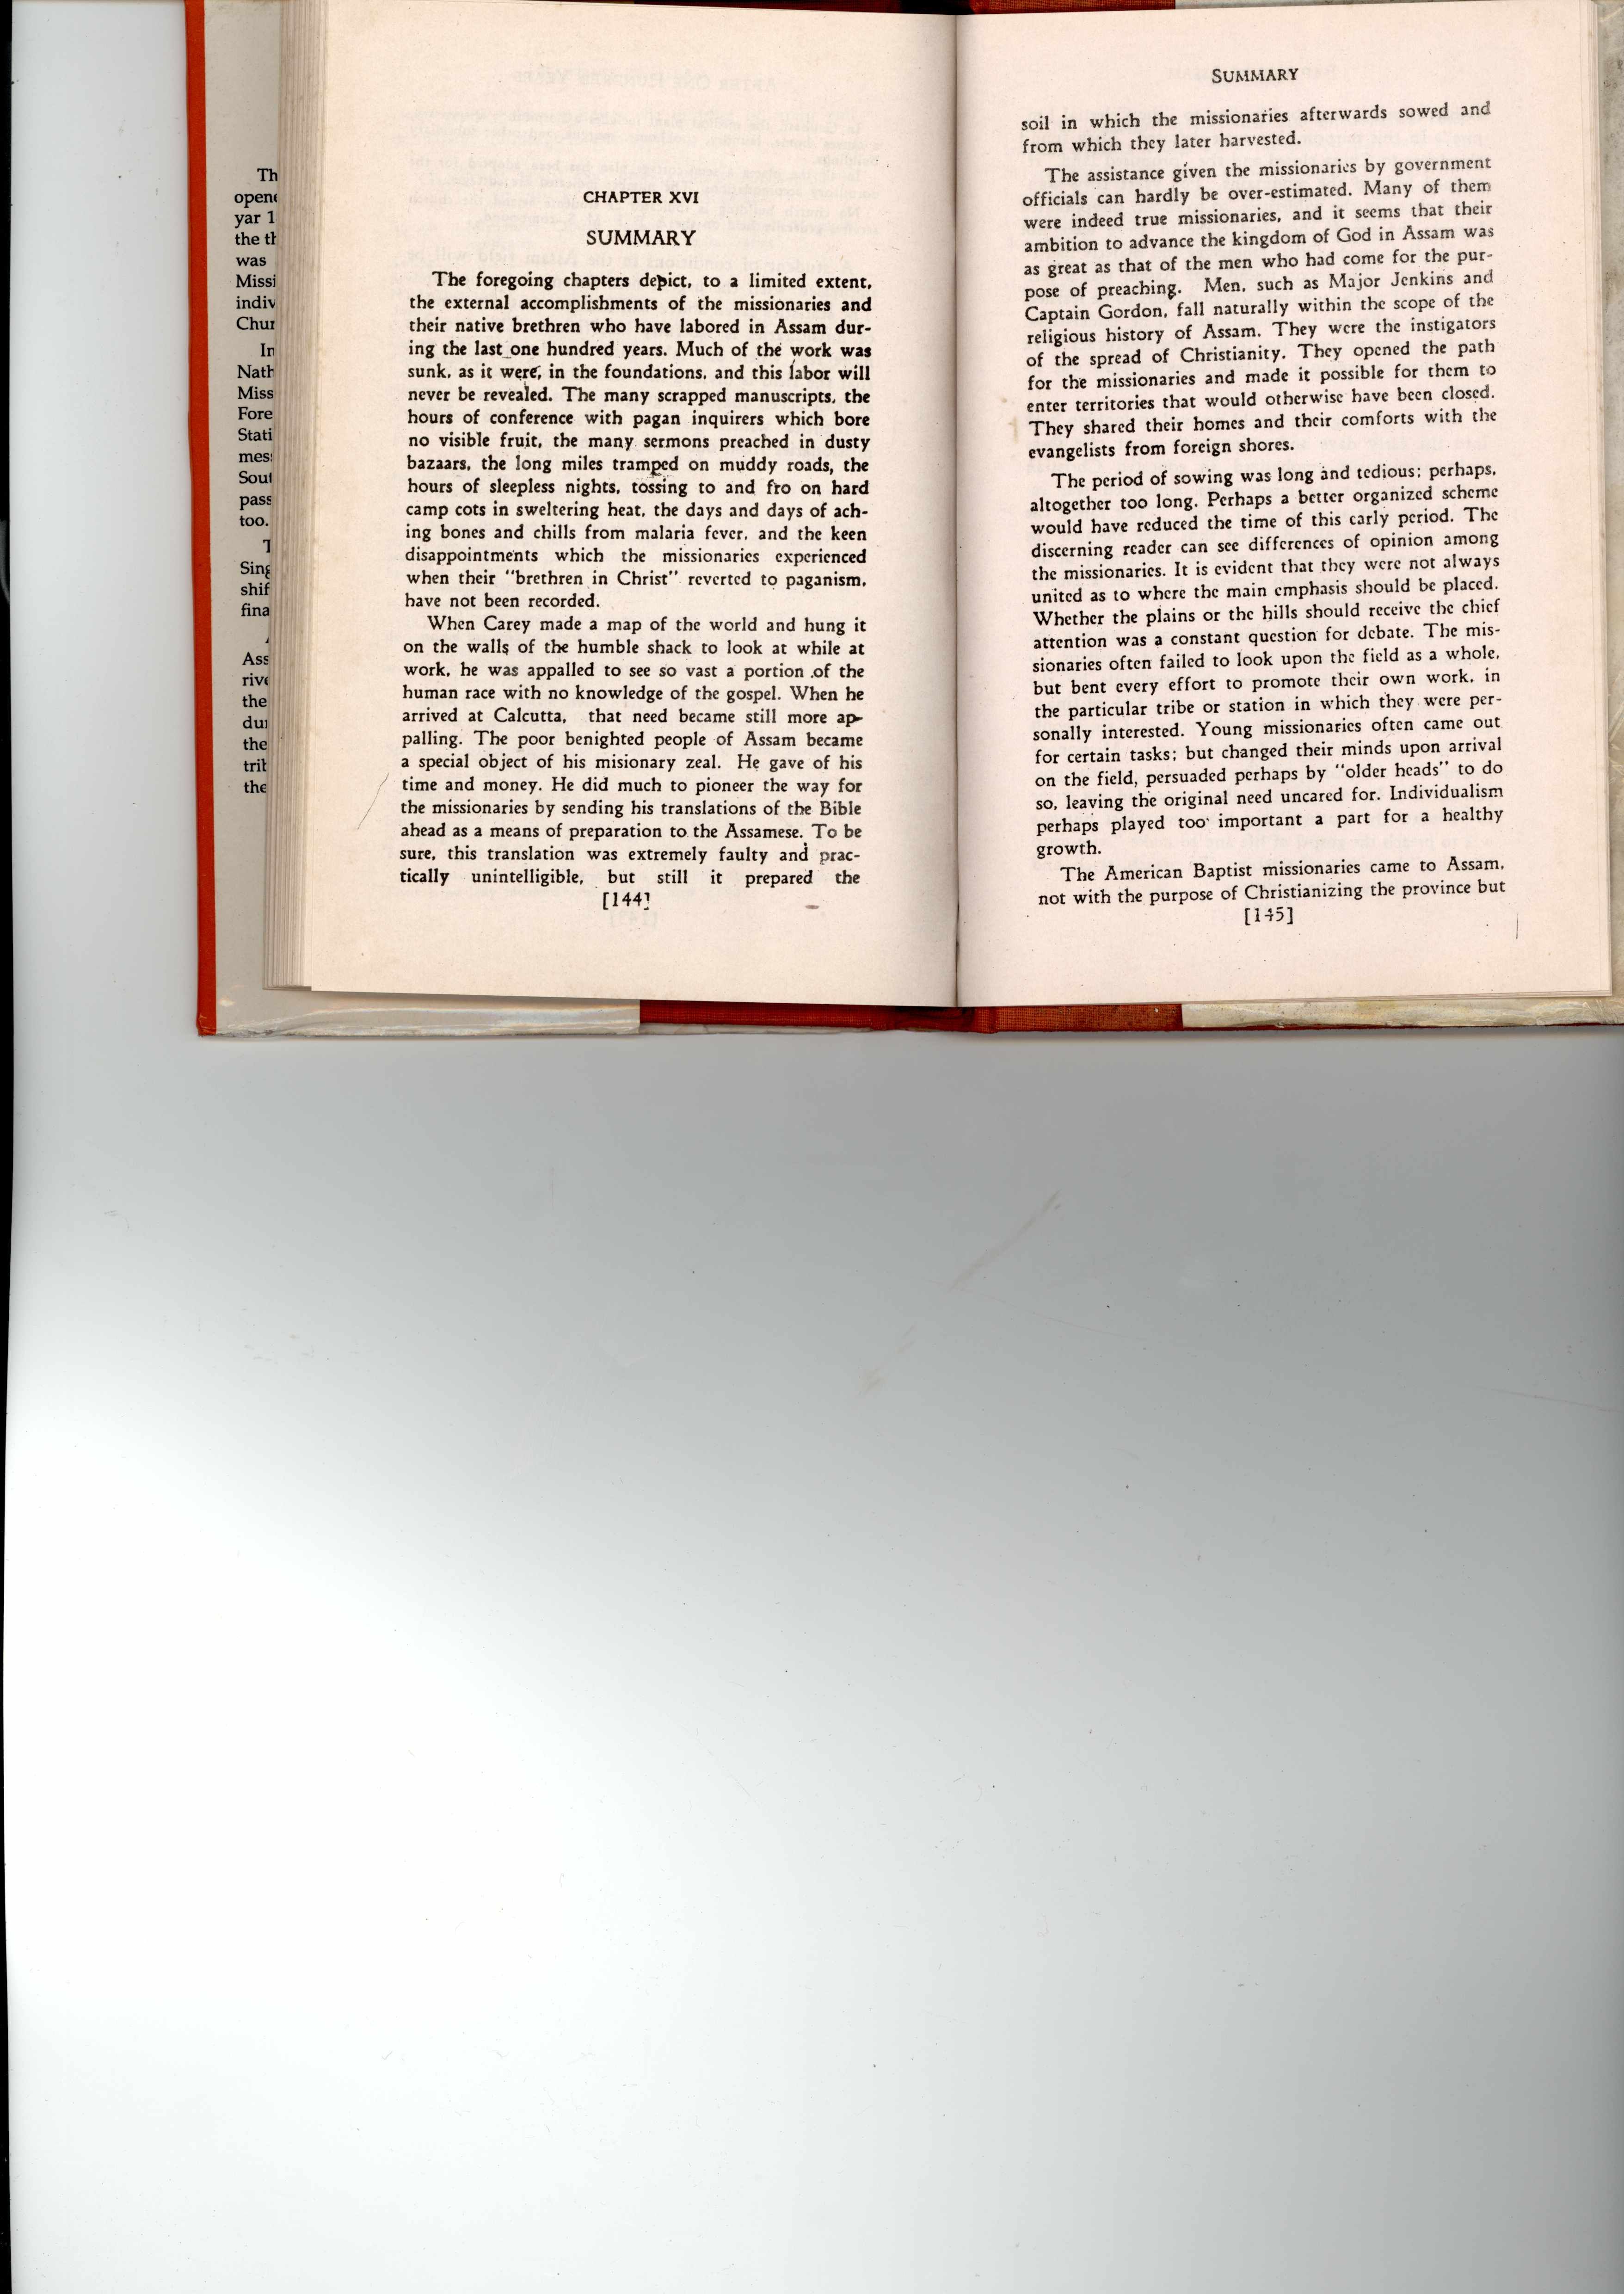 Th
opene
yar 1
the th
was
Missi
indiv
Chur
In
Nath
Miss
Fore
Stati
mes
Sout
pass
too.
T
Sing
shif
fina
Ass
rive
the
dur
the
trib
the
CHAPTER XVI
SUMMARY
The foregoing chapters depict, to a limited extent,
the external accomplishments of the missionaries and
their native brethren who have labored in Assam dur-
ing the last one hundred years. Much of the work was
sunk, as it were, in the foundations, and this labor will
never be revealed. The many scrapped manuscripts, the
hours of conference with pagan inquirers which bore
no visible fruit, the many sermons preached in dusty
bazaars, the long miles tramped on muddy roads, the
hours of sleepless nights, tossing to and fro on hard
camp cots in sweltering heat, the days and days of ach-
ing bones and chills from malaria fever, and the keen
disappointments which the missionaries experienced
when their "brethren in Christ" reverted to paganism,
have not been recorded.
When Carey made a map of the world and hung it
on the walls of the humble shack to look at while at
work, he was appalled to see so vast a portion of the
human race with no knowledge of the gospel. When he
arrived at Calcutta, that need became still more ap-
palling. The poor benighted people of Assam became
a special object of his misionary zeal. He gave of his
time and money. He did much to pioneer the way for
the missionaries by sending his translations of the Bible
ahead as a means of preparation to the Assamese. To be
sure, this translation was extremely faulty and prac-
tically unintelligible, but still it prepared the
[144]
SUMMARY
soil in which the missionaries afterwards sowed and
from which they later harvested.
The assistance given the missionaries by government
officials can hardly be over-estimated. Many of them
were indeed true missionaries, and it seems that their
ambition to advance the kingdom of God in Assam was
as great as that of the men who had come for the pur-
pose of preaching. Men, such as Major Jenkins and
Captain Gordon, fall naturally within the scope of the
religious history of Assam. They were the instigators
of the spread of Christianity. They opened the path
for the missionaries and made it possible for them to
enter territories that would otherwise have been closed.
They shared their homes and their comforts with the
evangelists from foreign shores.
The period of sowing was long and tedious; perhaps,
altogether too long. Perhaps a better organized scheme
would have reduced the time of this early period. The
discerning reader can see differences of opinion among
the missionaries. It is evident that they were not always
united as to where the main emphasis should be placed.
Whether the plains or the hills should receive the chief
attention was a constant question for debate. The mis-
sionaries often failed to look upon the field as a whole,
but bent every effort to promote their own work, in
the particular tribe or station in which they were per-
sonally interested. Young missionaries often came out
for certain tasks; but changed their minds upon arrival
on the field, persuaded perhaps by "older heads" to do
so, leaving the original need uncared for. Individualism
perhaps played too important a part for a healthy
growth.
The American Baptist missionaries came to Assam,
not with the purpose of Christianizing the province but
[145]